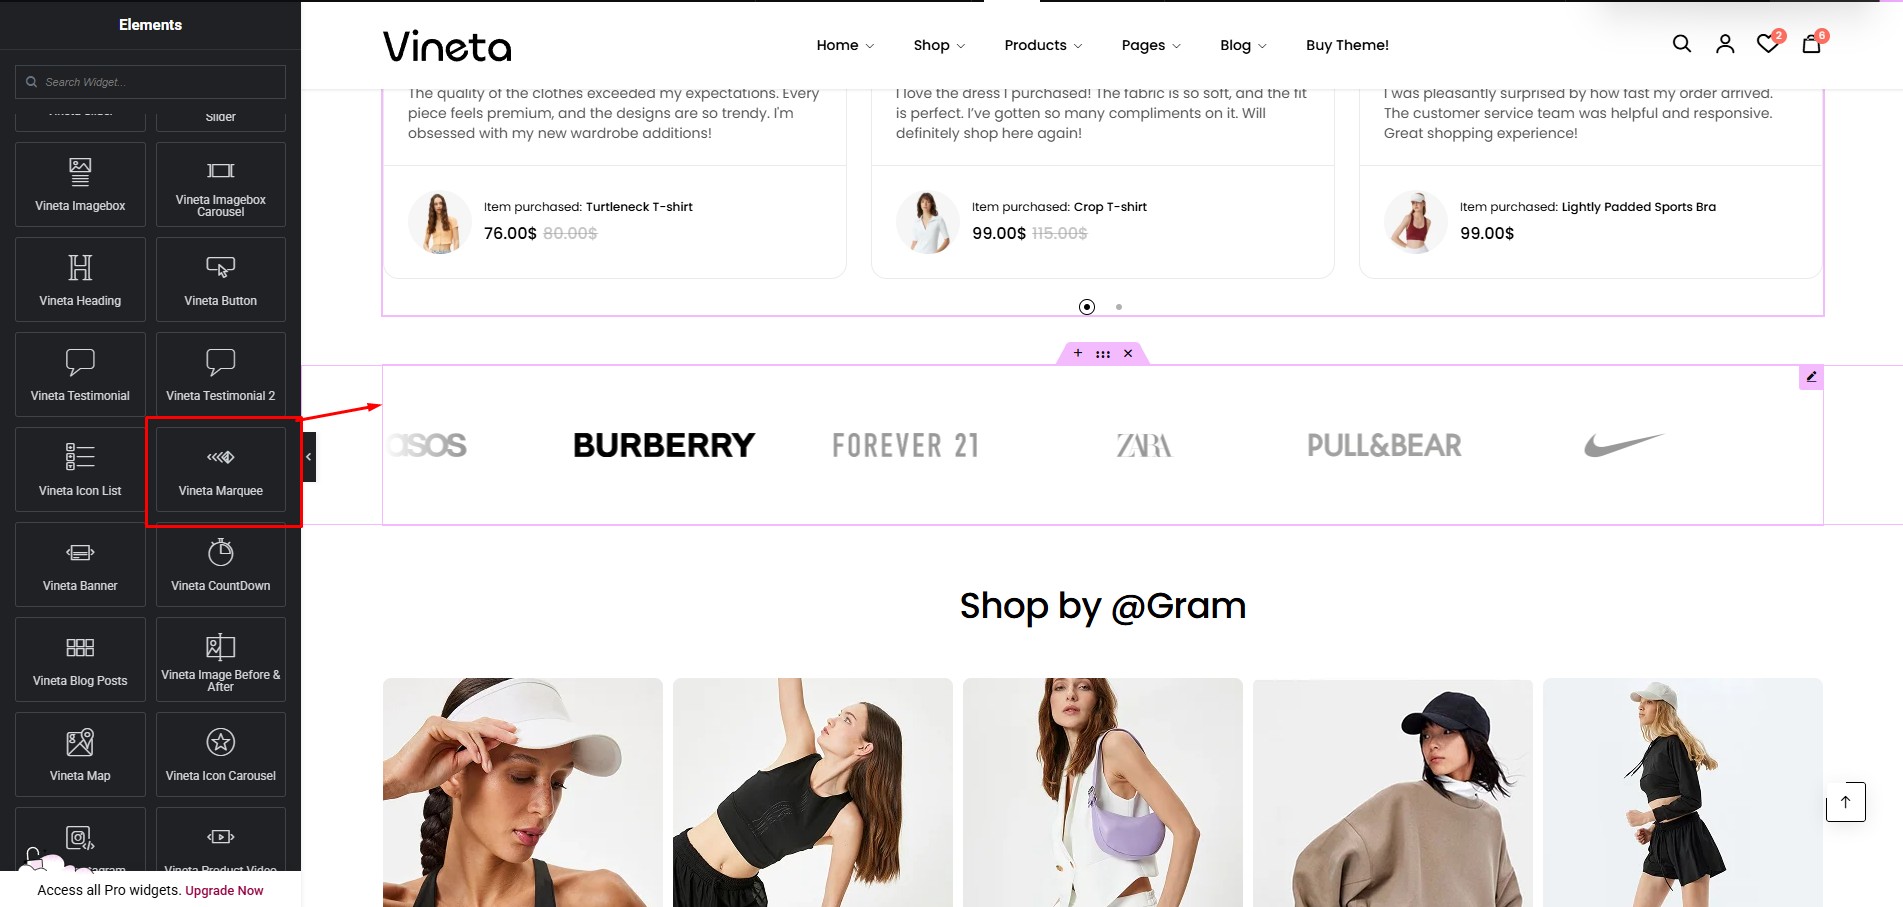 Elements
Search Widget...
Slider
Vineta Imagebox
Vineta Imagebox
Carousel
Vineta Heading
Vineta Button
Vineta Testimonial
Vineta Testimonial 2
Vineta Icon List
Vineta Marquee
Vineta Banner
Vineta CountDown
Vineta Blog Posts
Vineta Image Before &
After
Vineta Map
Vineta Icon Carousel
Vineta Product Video
Access all Pro widgets. Upgrade Now
Vineta
Home
Shop
Products
Pages
Blog
Buy Theme!
2
6
The quality of the clothes exceeded my expectations. Every
piece feels premium, and the designs are so trendy. I'm
obsessed with my new wardrobe additions!
I love the dress I purchased! The fabric is so soft, and the fit
is perfect. I've gotten so many compliments on it. Will
definitely shop here again!
I was pleasantly surprised by how fast my order arrived.
The customer service team was helpful and responsive.
Great shopping experience!
Item purchased: Turtleneck T-shirt
76.00$ 80.00$
Item purchased: Crop T-shirt
99.00$ 115.00$
Item purchased: Lightly Padded Sports Bra
99.00$
asos
BURBERRY
FOREVER 21
ZARA
PULL&BEAR
Shop by @Gram